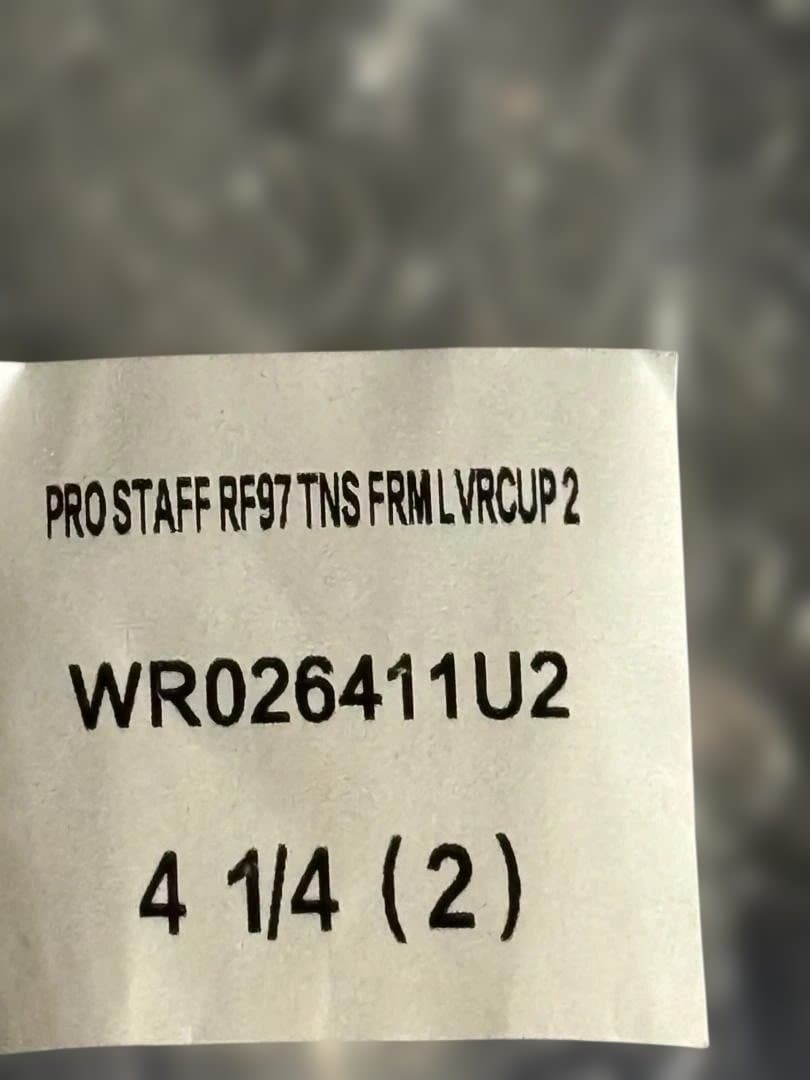 PRO STAFF RF97 TNS FRM LVRCUP 2
WR026411U2
4 1/4 (2)